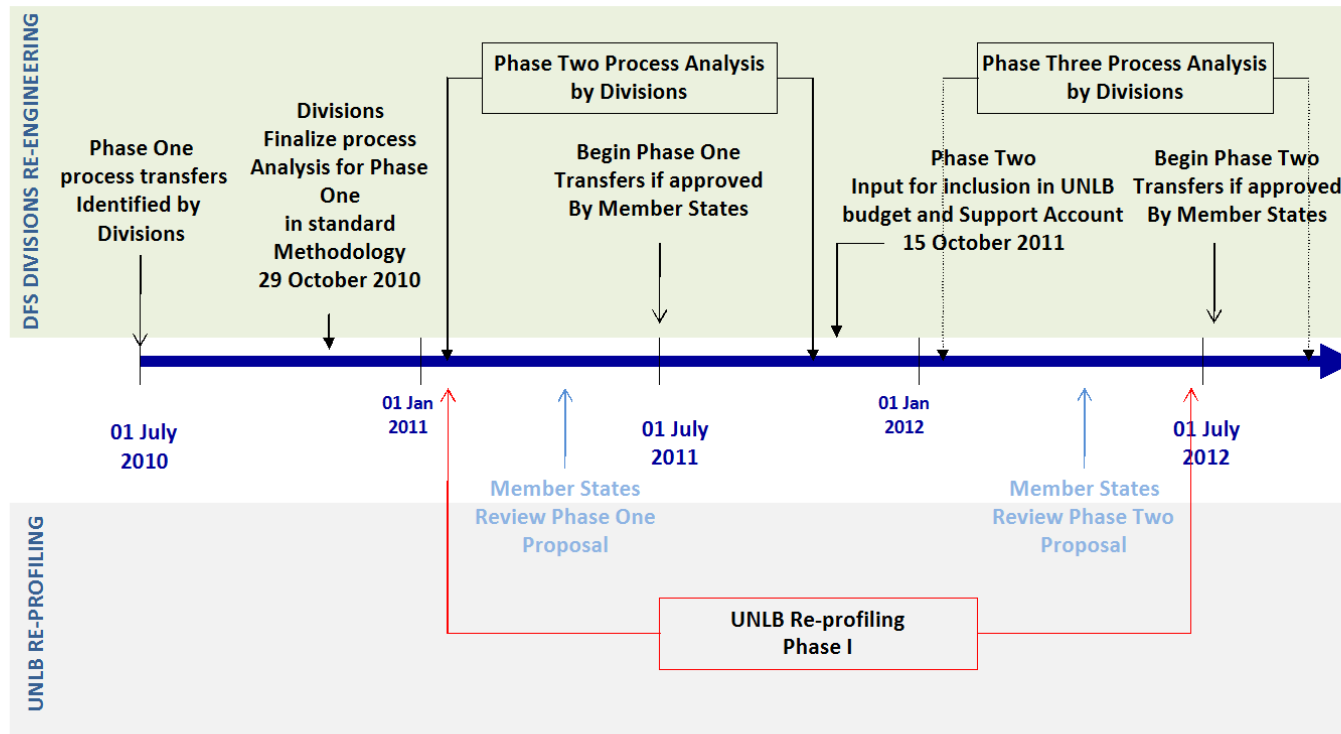 DFS DIVISIONS RE-ENGINEERING
Phase Two Process Analysis
by Divisions
Phase Three Process Analysis
by Divisions
Phase One
process transfers
Identified by
Divisions
Divisions
Finalize process
Analysis for Phase
One
in standard
Methodology
29 October 2010
Begin Phase One
Transfers if approved
By Member States
Phase Two
Input for inclusion in UNLB
budget and Support Account
15 October 2011
Begin Phase Two
Transfers if approved
By Member States
01 July
2010
01 Jan
2011
01 July
2011
01 Jan
2012
01 July
2012
Member States
Review Phase One
Proposal
Member States
Review Phase Two
Proposal
UNLB RE-PROFILING
UNLB Re-profiling
Phase I